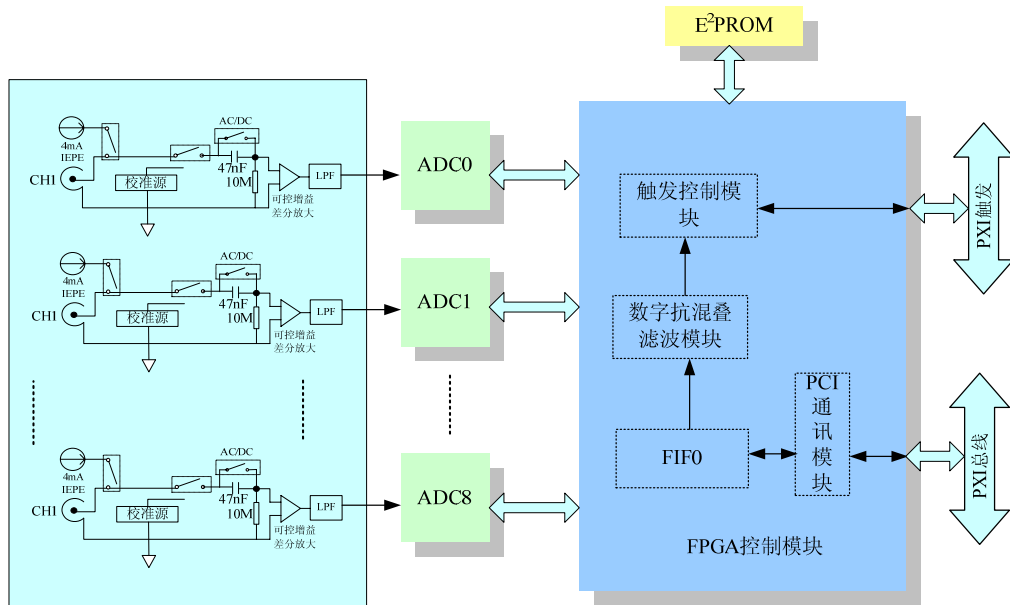 E²PROM
AC/DC
4mA
IEPE
47nF
10M
CH1
校准源
可控增益
差分放大
LPF
ADC0
AC/DC
4mA
IEPE
47nF
10M
CH1
校准源
可控增益
差分放大
LPF
ADC1
AC/DC
4mA
IEPE
47nF
10M
CH1
校准源
可控增益
差分放大
LPF
ADC8
触发控制模
块
数字抗混叠
滤波模块
FIF0
PCI
通
讯
模
块
FPGA控制模块
PXI触发
PXI总线